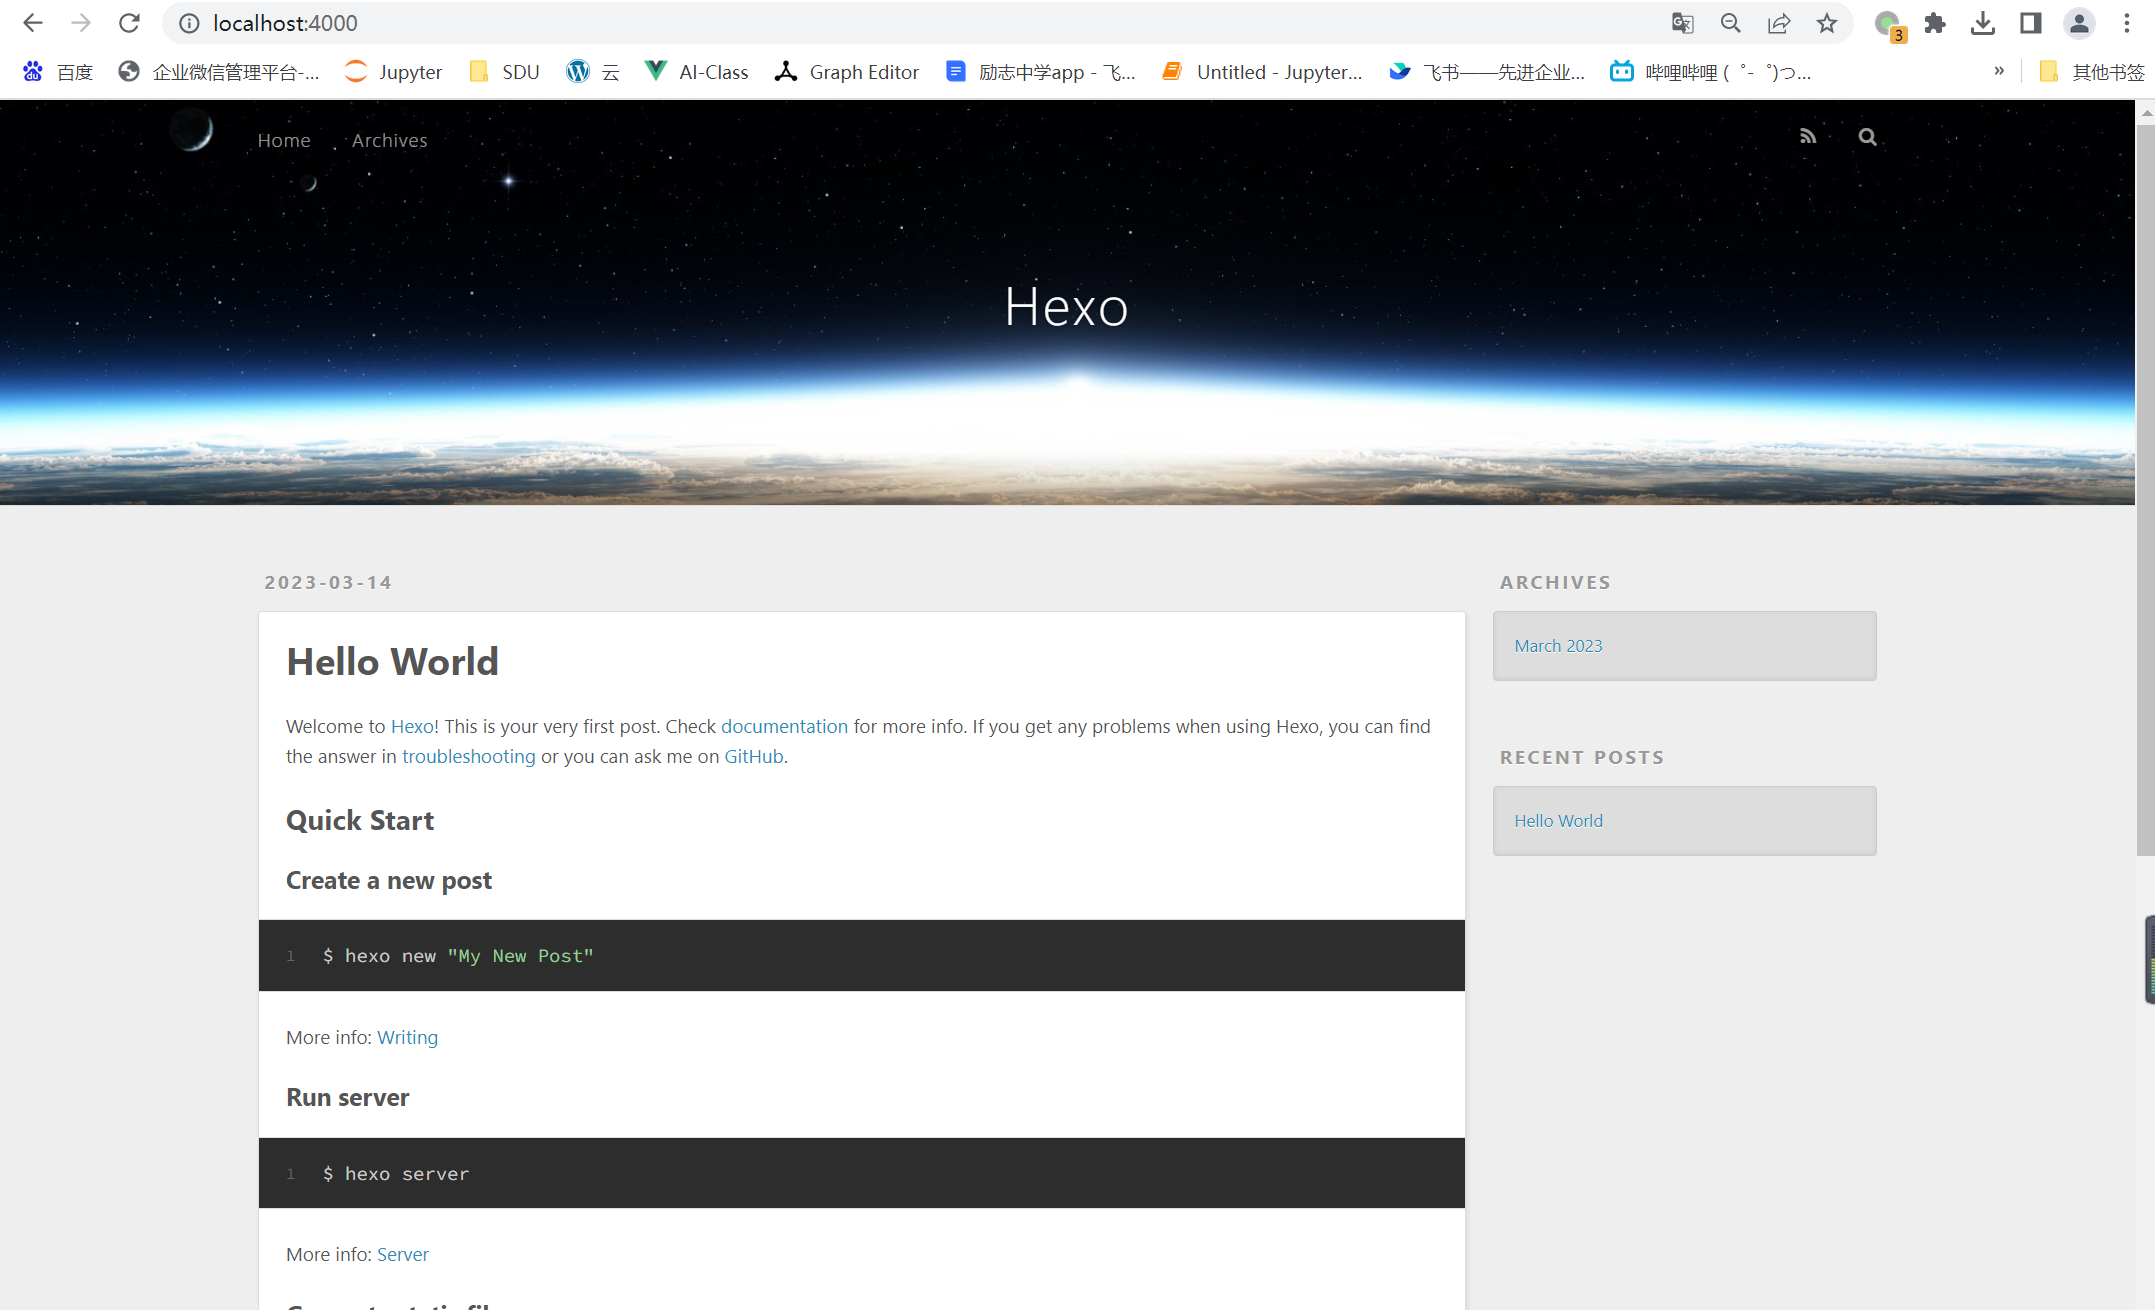 localhost:4000
3
百度 企业微信管理平台-... Jupyter SDU 云 AI-Class Graph Editor 励志中学app - 飞... Untitled - Jupyter... 飞书——先进企业... 哔哩哔哩 ( ゜- ゜)つ... » 其他书签
Home Archives
Hexo
2023-03-14
Hello World
Welcome to Hexo! This is your very first post. Check documentation for more info. If you get any problems when using Hexo, you can find
the answer in troubleshooting or you can ask me on GitHub.
Quick Start
Create a new post
1 $ hexo new "My New Post"
More info: Writing
Run server
1 $ hexo server
More info: Server
ARCHIVES
March 2023
RECENT POSTS
Hello World